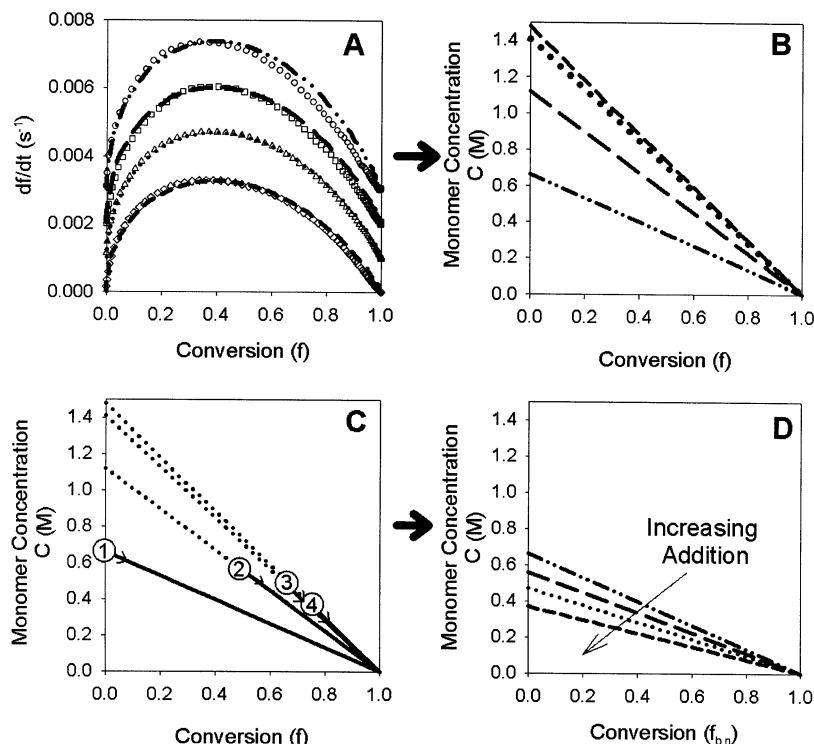 A
0.008
0.006
0.004
0.002
0.000
df/dt (s⁻¹)
0.0 0.2 0.4 0.6 0.8 1.0
Conversion (f)
B
1.4
1.2
1.0
0.8
0.6
0.4
0.2
0.0
Monomer Concentration
C (M)
0.0 0.2 0.4 0.6 0.8 1.0
Conversion (f)
C
1.4
1.2
1.0
0.8
0.6
0.4
0.2
0.0
Monomer Concentration
C (M)
1
2
3
4
0.0 0.2 0.4 0.6 0.8 1.0
Conversion (f)
D
1.4
1.2
1.0
0.8
0.6
0.4
0.2
0.0
Monomer Concentration
C (M)
Increasing
Addition
0.0 0.2 0.4 0.6 0.8 1.0
Conversion (f_b,n)